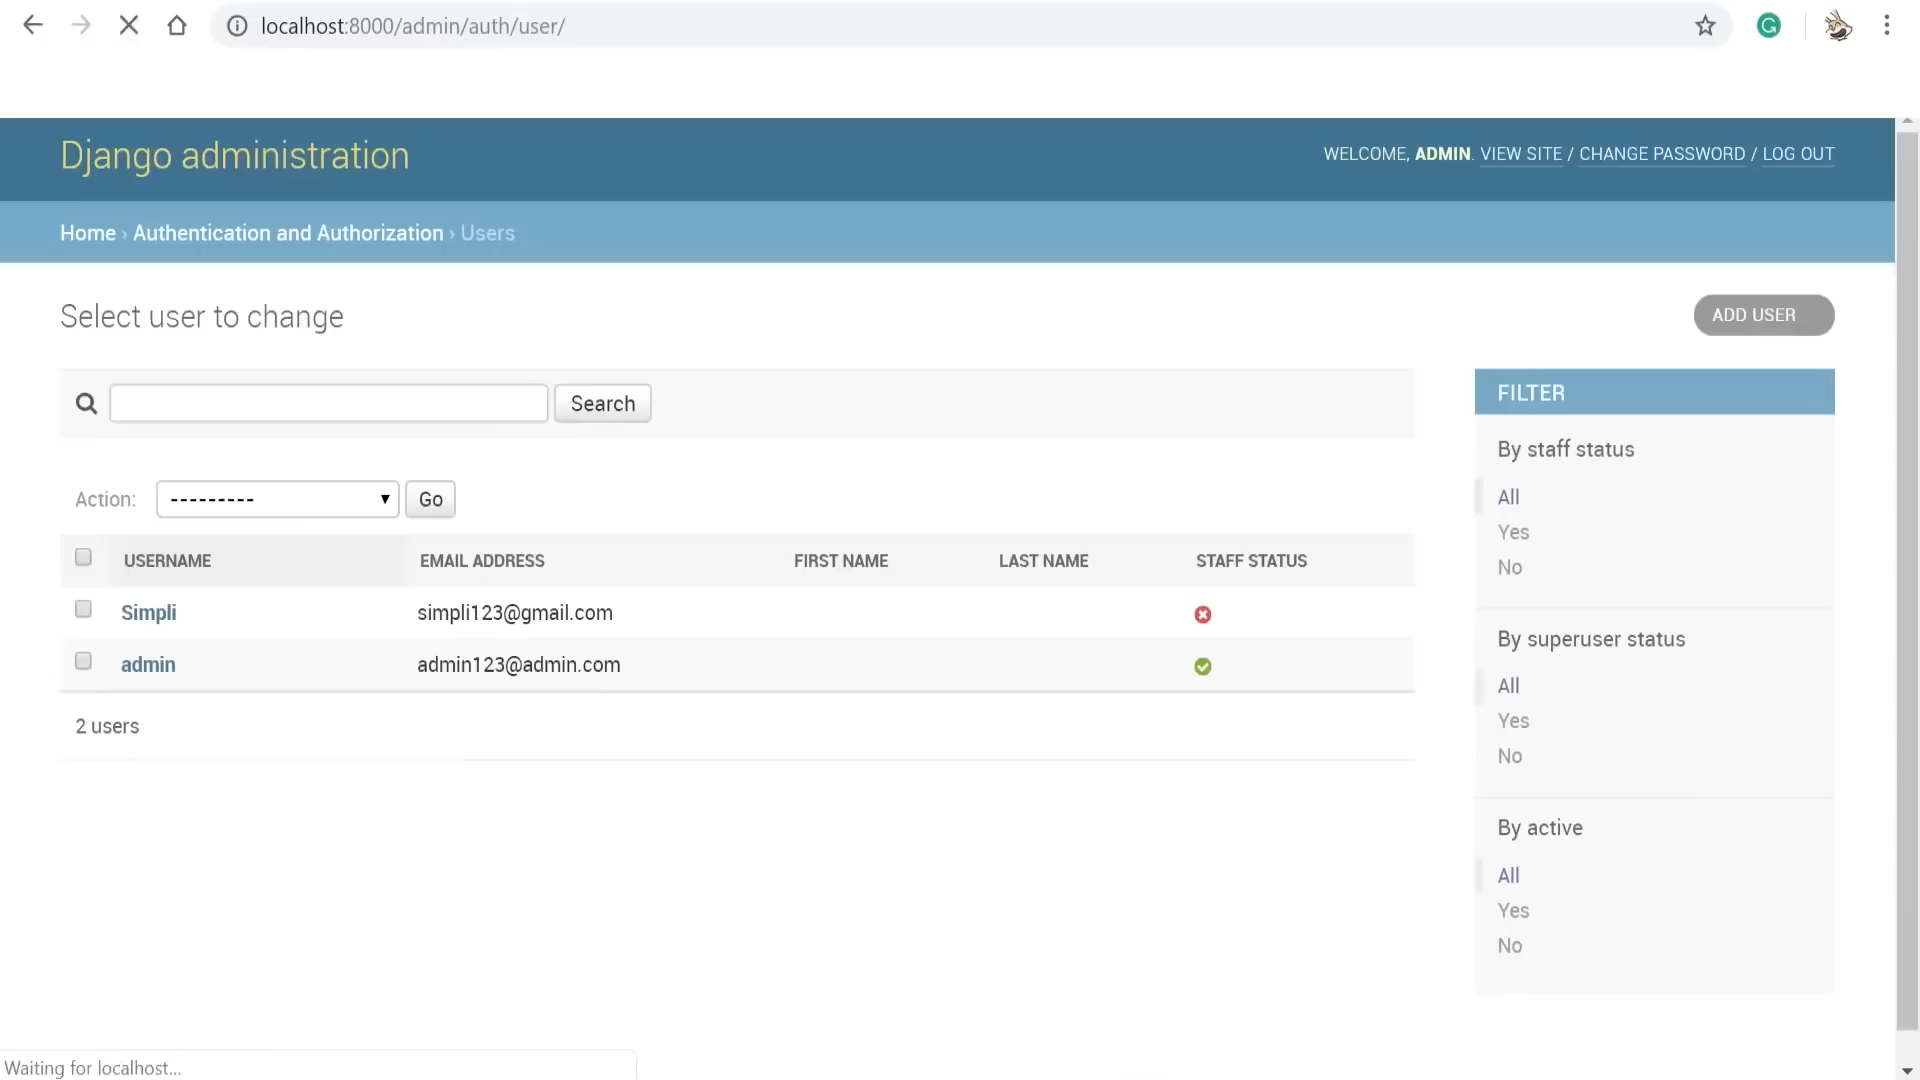 localhost:8000/admin/auth/user/
Django administration
WELCOME, ADMIN. VIEW SITE / CHANGE PASSWORD / LOG OUT
Home › Authentication and Authorization › Users
Select user to change
ADD USER
Search
Action: --------- Go
USERNAME EMAIL ADDRESS FIRST NAME LAST NAME STAFF STATUS
Simpli simpli123@gmail.com
admin admin123@admin.com
2 users
FILTER
By staff status
All
Yes
No
By superuser status
All
Yes
No
By active
All
Yes
No
Waiting for localhost...